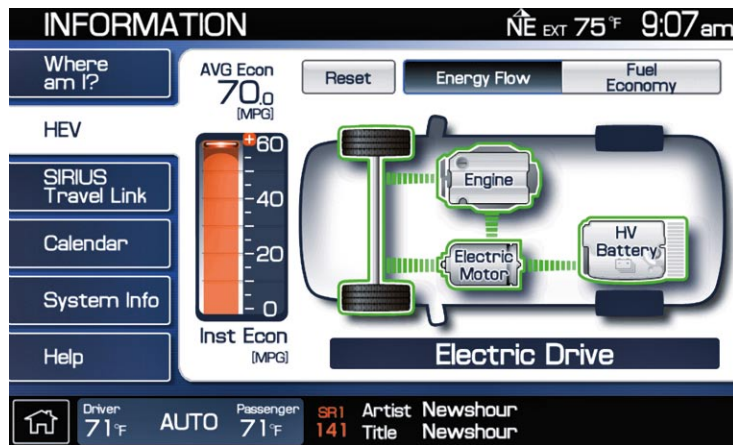 INFORMATION
NE EXT 75°F 9:07am
Where
am I?
HEV
SIRIUS
Travel Link
Calendar
System Info
Help
AVG Econ
70.0
[MPG]
+60
-40
-20
-0
Inst Econ
[MPG]
Reset
Energy Flow
Fuel
Economy
Engine
Electric
Motor
HV
Battery
Electric Drive
Driver
71°F
AUTO
Passenger
71°F
SR1
141
Artist Newshour
Title Newshour